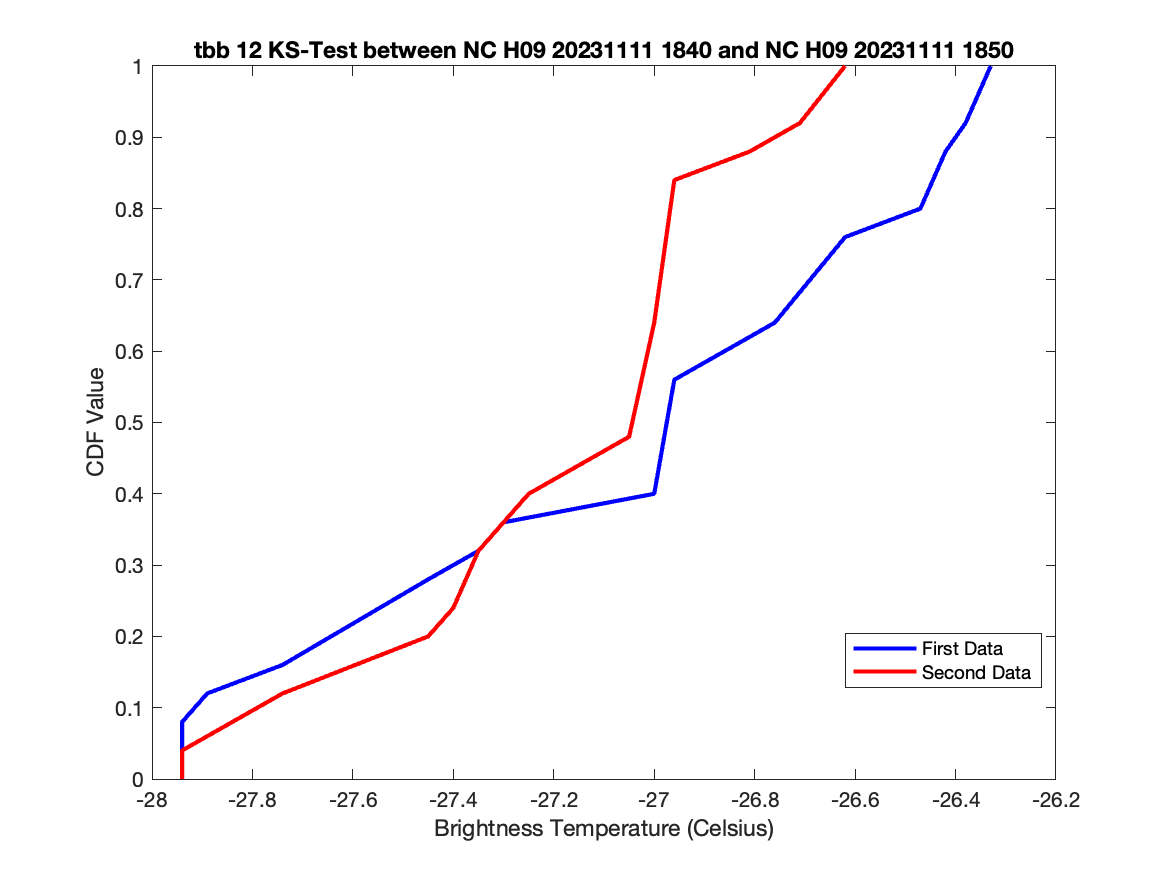 tbb 12 KS-Test between NC H09 20231111 1840 and NC H09 20231111 1850
1
0.9
0.8
0.7
0.6
0.5
0.4
0.3
0.2
0.1
0
CDF Value
First Data
Second Data
-28 -27.8 -27.6 -27.4 -27.2 -27 -26.8 -26.6 -26.4 -26.2
Brightness Temperature (Celsius)